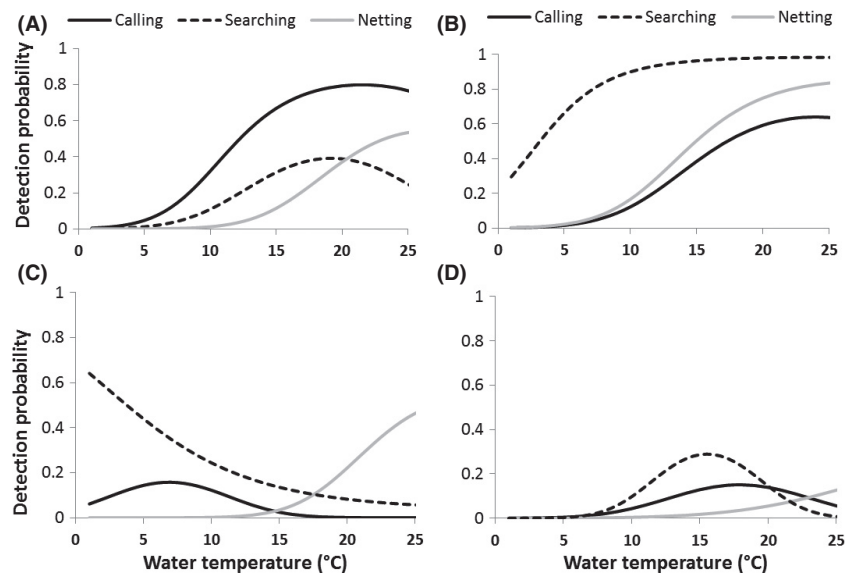 (A) Calling Searching Netting
Detection probability
1
0.8
0.6
0.4
0.2
0
0 5 10 15 20 25
(B) Calling Searching Netting
1
0.8
0.6
0.4
0.2
0
0 5 10 15 20 25
(C)
Detection probability
1
0.8
0.6
0.4
0.2
0
0 5 10 15 20 25
Water temperature (°C)
(D)
1
0.8
0.6
0.4
0.2
0
0 5 10 15 20 25
Water temperature (°C)